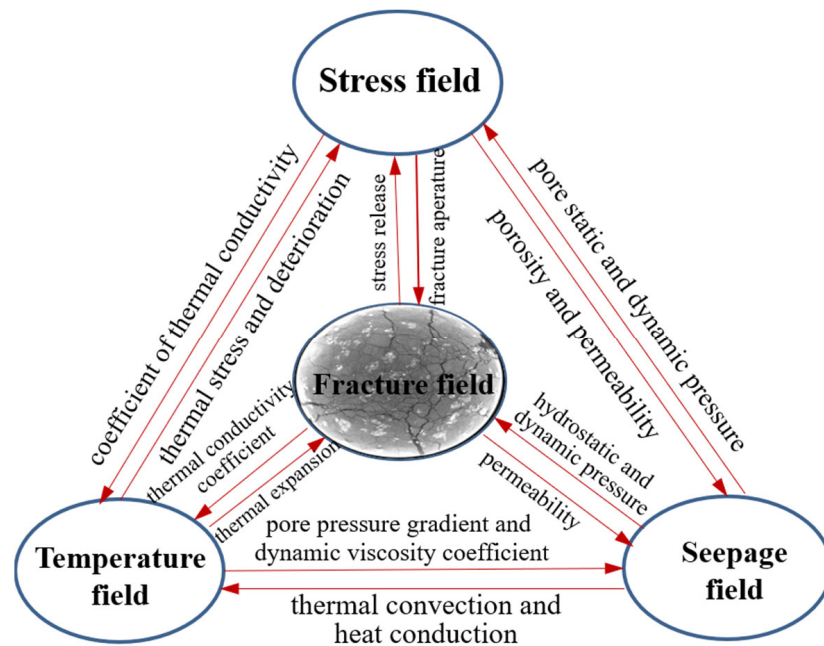 Stress field
coefficient of thermal conductivity
thermal stress and deterioration
stress release
fracture aperature
pore static and dynamic pressure
porosity and permeability
Fracture field
thermal conductivity
coefficient
thermal expansion
hydrostatic and
dynamic pressure
permeability
Temperature
field
pore pressure gradient and
dynamic viscosity coefficient
thermal convection and
heat conduction
Seepage
field